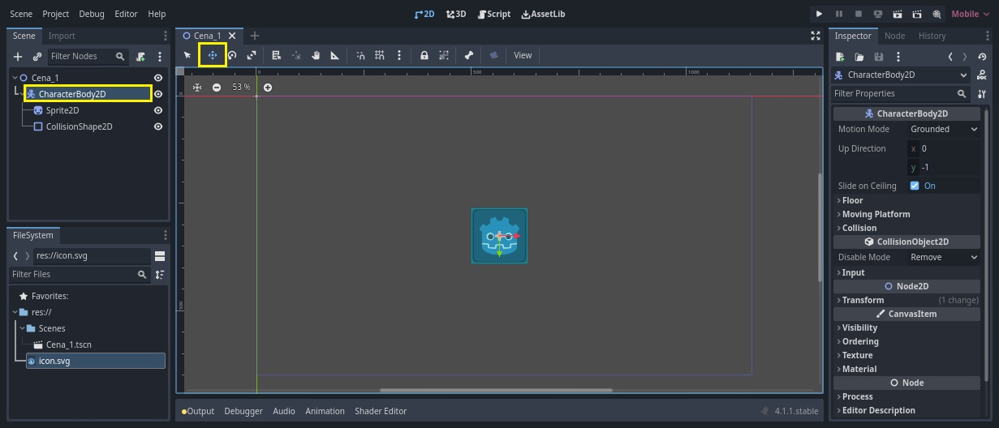 Scene Project Debug Editor Help
2D 3D Script AssetLib
Mobile
Scene Import
Filter Nodes
Cena_1
CharacterBody2D
Sprite2D
CollisionShape2D
FileSystem
res://icon.svg
Filter Files
Favorites:
res://
Scenes
Cena_1.tscn
icon.svg
Cena_1
View
0 500 1000
53 %
0
500
Output Debugger Audio Animation Shader Editor
4.1.1.stable
Inspector Node History
CharacterBody2D
Filter Properties
CharacterBody2D
Motion Mode Grounded
Up Direction x 0
y -1
Slide on Ceiling On
Floor
Moving Platform
Collision
CollisionObject2D
Disable Mode Remove
Input
Node2D
Transform (1 change)
CanvasItem
Visibility
Ordering
Texture
Material
Node
Process
Editor Description